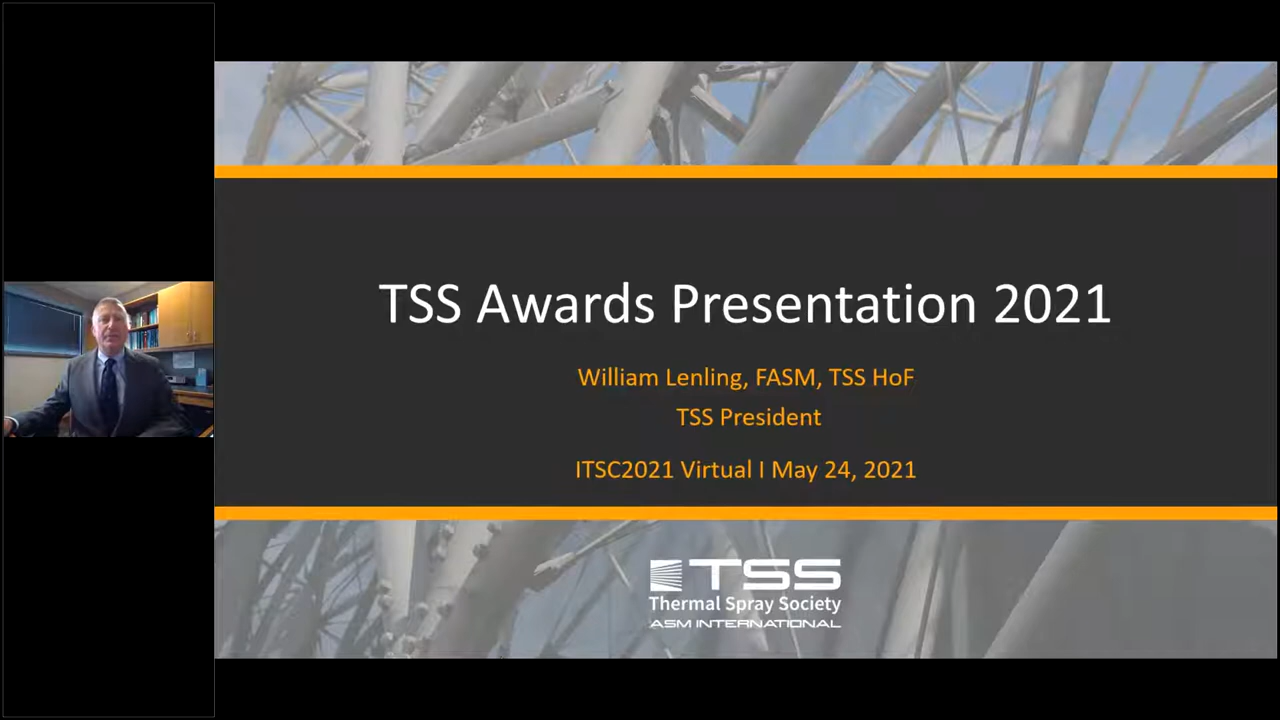 TSS Awards Presentation 2021
William Lenling, FASM, TSS HoF
TSS President
ITSC2021 Virtual I May 24, 2021
TSS
Thermal Spray Society
ASM INTERNATIONAL